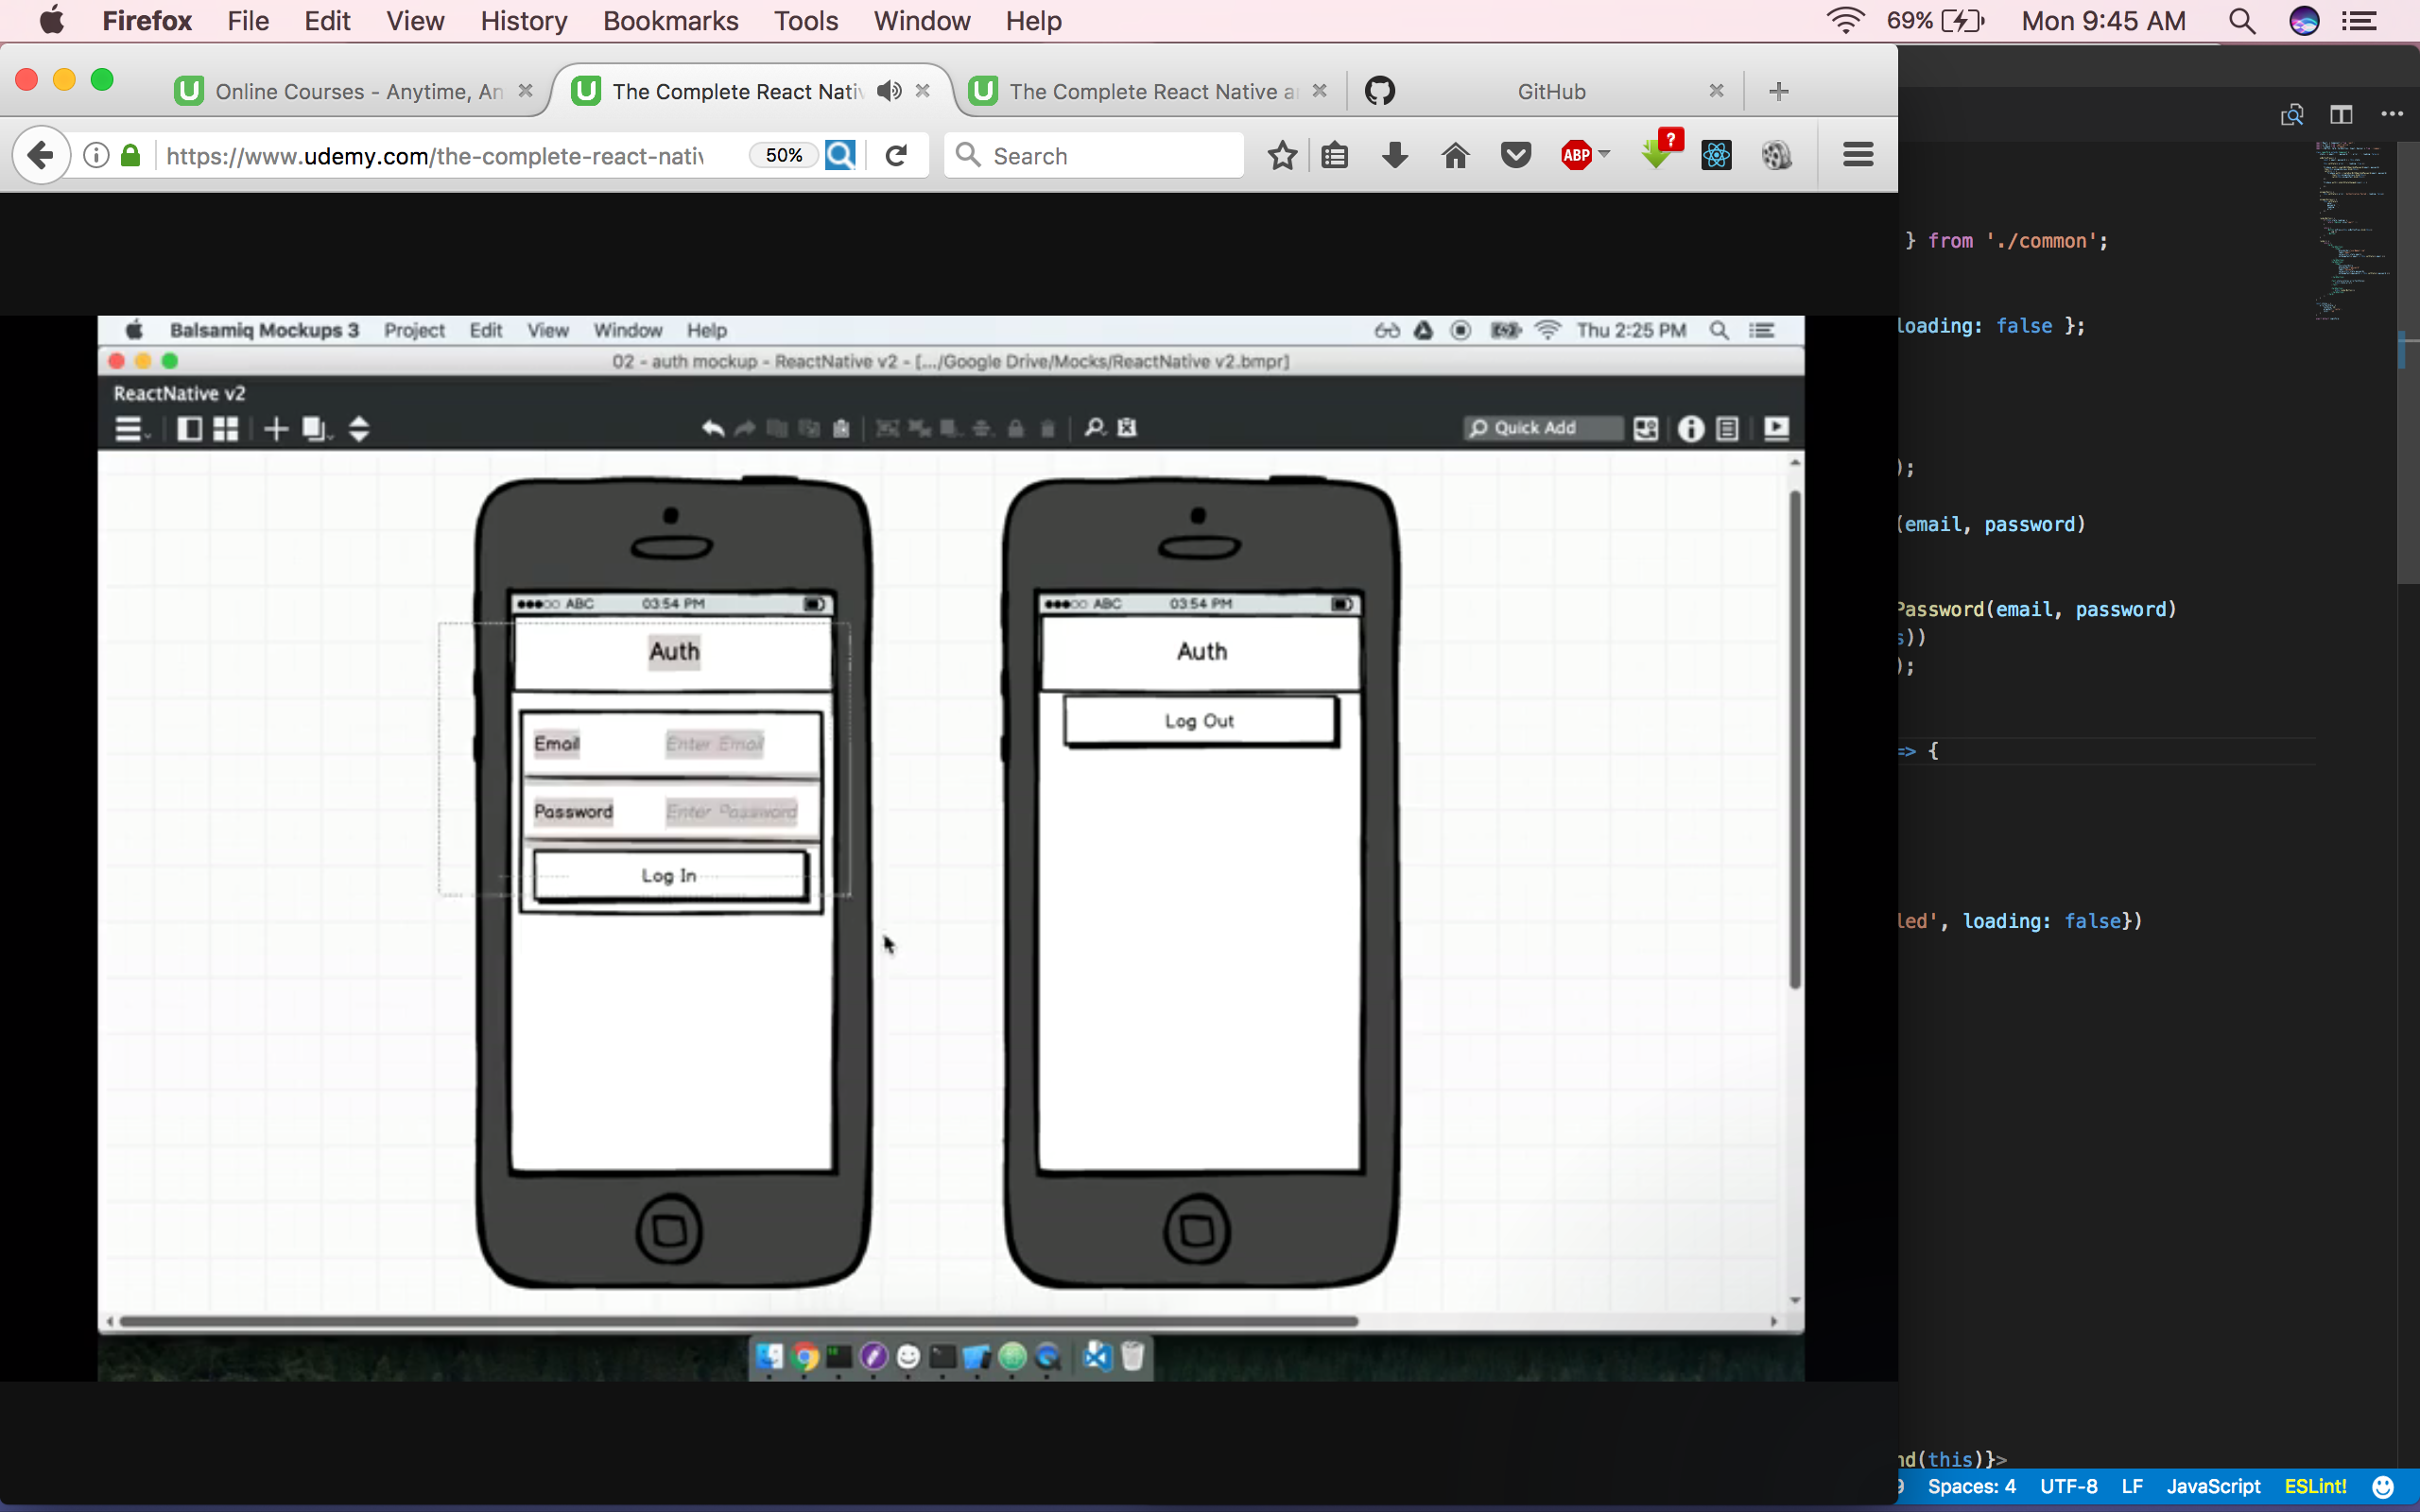 Firefox File Edit View History Bookmarks Tools Window Help 69% Mon 9:45 AM
Online Courses - Anytime, An The Complete React Nativ The Complete React Native a GitHub
https://www.udemy.com/the-complete-react-nativ 50% Search ABP ?
Balsamiq Mockups 3 Project Edit View Window Help Thu 2:25 PM
02 - auth mockup - ReactNative v2 - [.../Google Drive/Mocks/ReactNative v2.bmpr]
ReactNative v2
Quick Add
ABC 03:54 PM
Auth
Email Enter Email
Password Enter Password
Log In
ABC 03:54 PM
Auth
Log Out
} from './common';
loading: false };
);
(email, password)
Password(email, password)
s))
);
=> {
led', loading: false})
nd(this)}>
Spaces: 4 UTF-8 LF JavaScript ESLint!